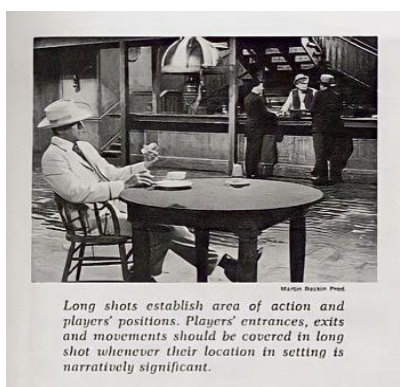 Martin Rackin Prod.
Long shots establish area of action and
players' positions. Players' entrances, exits
and movements should be covered in long
shot whenever their location in setting is
narratively significant.